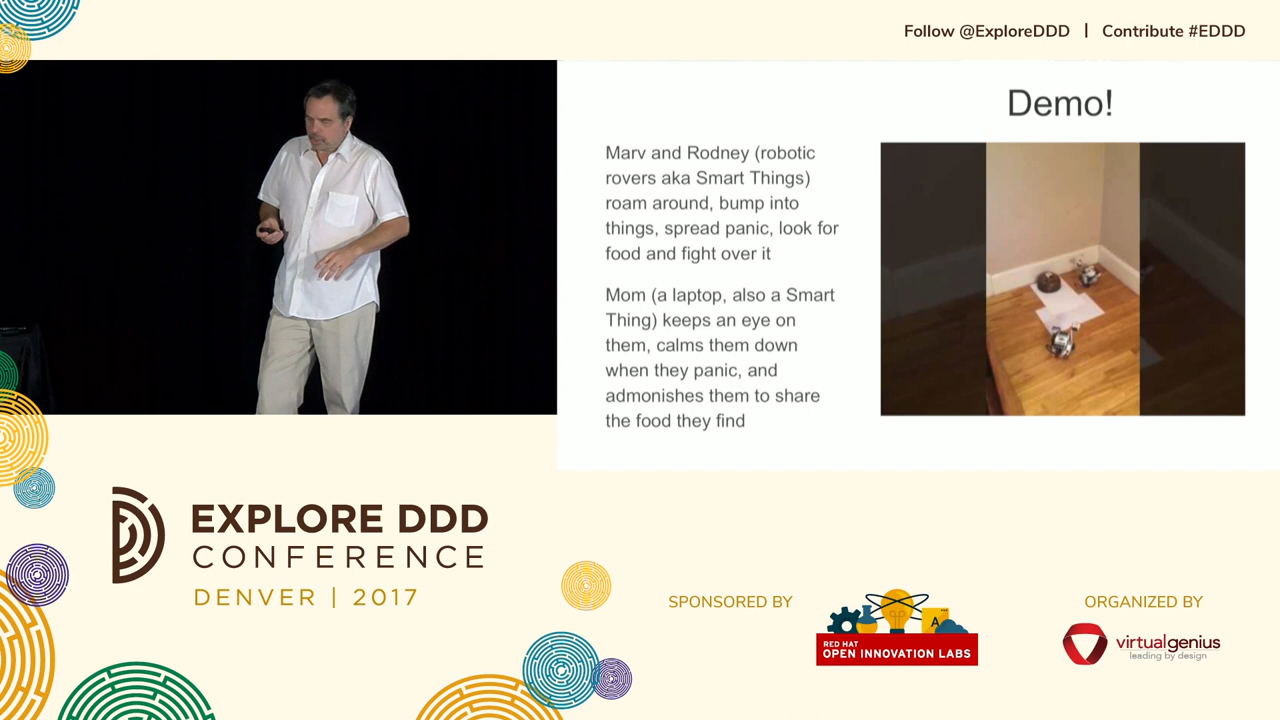 Follow @ExploreDDD | Contribute #EDDD
Demo!
Marv and Rodney (robotic
rovers aka Smart Things)
roam around, bump into
things, spread panic, look for
food and fight over it
Mom (a laptop, also a Smart
Thing) keeps an eye on
them, calms them down
when they panic, and
admonishes them to share
the food they find
EXPLORE DDD
CONFERENCE
DENVER | 2017
SPONSORED BY
A
RED HAT
OPEN INNOVATION LABS
ORGANIZED BY
virtualgenius
leading by design